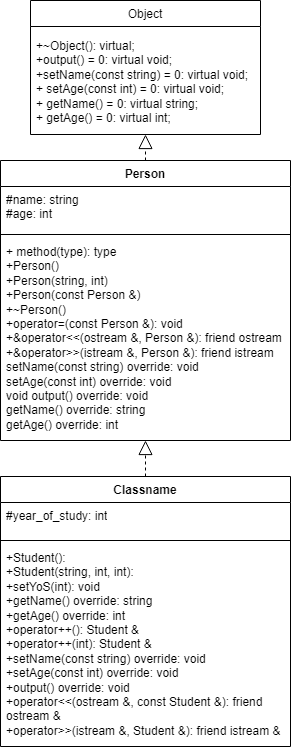 Object
+~Object(): virtual;
+output() = 0: virtual void;
+setName(const string) = 0: virtual void;
+ setAge(const int) = 0: virtual void;
+ getName() = 0: virtual string;
+ getAge() = 0: virtual int;
Person
#name: string
#age: int
+ method(type): type
+Person()
+Person(string, int)
+Person(const Person &)
+~Person()
+operator=(const Person &): void
+&operator<<(ostream &, Person &): friend ostream
+&operator>>(istream &, Person &): friend istream
setName(const string) override: void
setAge(const int) override: void
void output() override: void
getName() override: string
getAge() override: int
Classname
#year_of_study: int
+Student():
+Student(string, int, int):
+setYoS(int): void
+getName() override: string
+getAge() override: int
+operator++(): Student &
+operator++(int): Student &
+setName(const string) override: void
+setAge(const int) override: void
+output() override: void
+operator<<(ostream &, const Student &): friend
ostream &
+operator>>(istream &, Student &): friend istream &